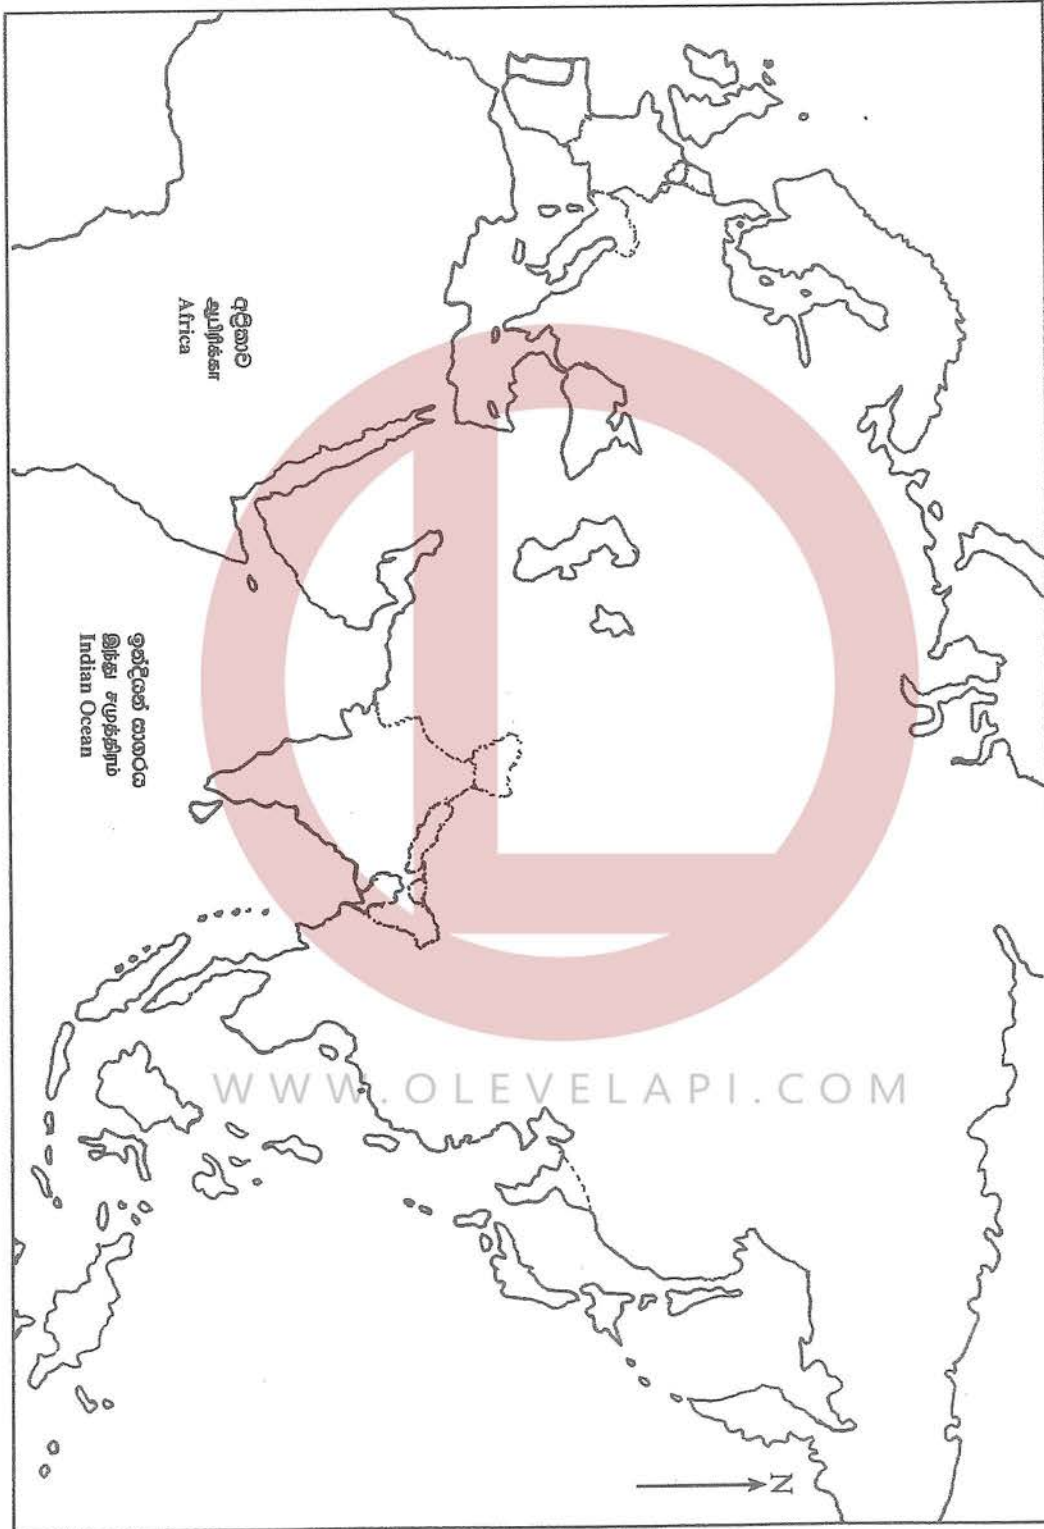 අප්‍රිකාව
ஆபிரிக்கா
Africa
ඉන්දියන් සාගරය
இந்து சமுத்திரம்
Indian Ocean
WWW.OLEVELAPI.COM
N